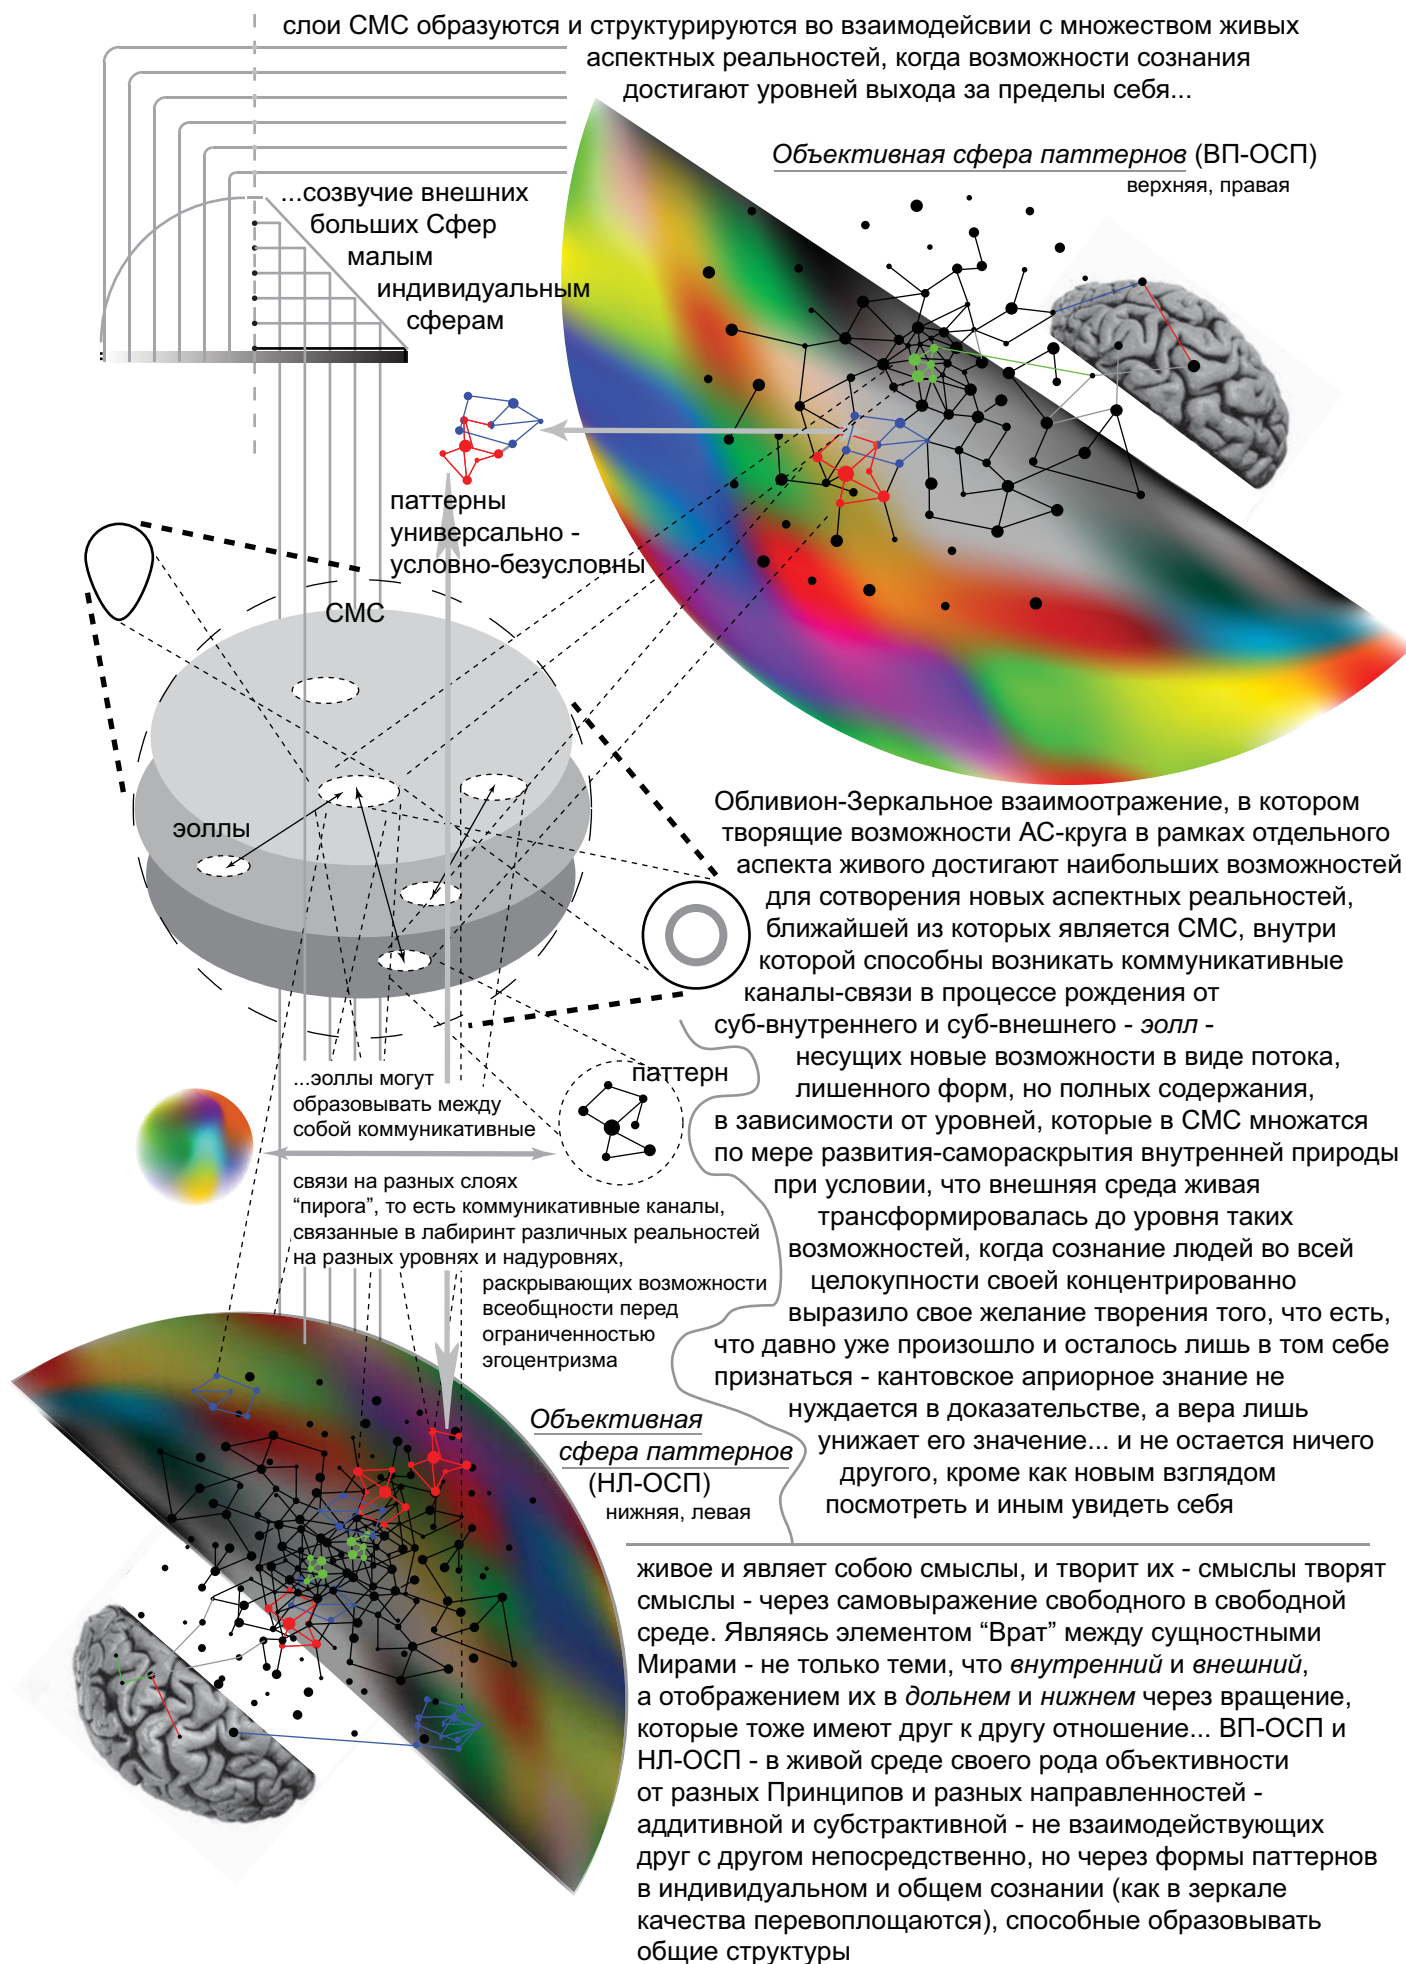 слои СМС образуются и структурируются во взаимодейсвии с множеством живых
аспектных реальностей, когда возможности сознания
достигают уровней выхода за пределы себя...
Объективная сфера паттернов (ВП-ОСП)
верхняя, правая
...созвучие внешних
больших Сфер
малым
индивидуальным
сферам
паттерны
универсально -
условно-безусловны
СМС
эоллы
Обливион-Зеркальное взаимоотражение, в котором
творящие возможности АС-круга в рамках отдельного
аспекта живого достигают наибольших возможностей
для сотворения новых аспектных реальностей,
ближайшей из которых является СМС, внутри
которой способны возникать коммуникативные
каналы-связи в процессе рождения от
суб-внутреннего и суб-внешнего - эолл -
несущих новые возможности в виде потока,
лишенного форм, но полных содержания,
в зависимости от уровней, которые в СМС множатся
по мере развития-самораскрытия внутренней природы
при условии, что внешняя среда живая
трансформировалась до уровня таких
возможностей, когда сознание людей во всей
целокупности своей концентрированно
выразило свое желание творения того, что есть,
что давно уже произошло и осталось лишь в том себе
признаться - кантовское априорное знание не
нуждается в доказательстве, а вера лишь
унижает его значение... и не остается ничего
другого, кроме как новым взглядом
посмотреть и иным увидеть себя
паттерн
...эоллы могут
образовывать между
собой коммуникативные
связи на разных слоях
“пирога”, то есть коммуникативные каналы,
связанные в лабиринт различных реальностей
на разных уровнях и надуровнях,
раскрывающих возможности
всеобщности перед
ограниченностью
эгоцентризма
Объективная
сфера паттернов
(НЛ-ОСП)
нижняя, левая
живое и являет собою смыслы, и творит их - смыслы творят
смыслы - через самовыражение свободного в свободной
среде. Являясь элементом “Врат” между сущностными
Мирами - не только теми, что внутренний и внешний,
а отображением их в дольнем и нижнем через вращение,
которые тоже имеют друг к другу отношение... ВП-ОСП и
НЛ-ОСП - в живой среде своего рода объективности
от разных Принципов и разных направленностей -
аддитивной и субстрактивной - не взаимодействующих
друг с другом непосредственно, но через формы паттернов
в индивидуальном и общем сознании (как в зеркале
качества перевоплощаются), способные образовывать
общие структуры